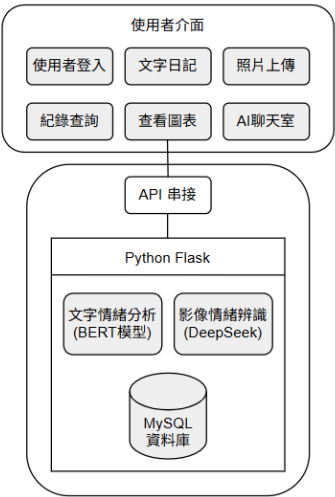 使用者介面
使用者登入
文字日記
照片上傳
紀錄查詢
查看圖表
AI聊天室
API 串接
Python Flask
文字情緒分析
(BERT模型)
影像情緒辨識
(DeepSeek)
MySQL
資料庫